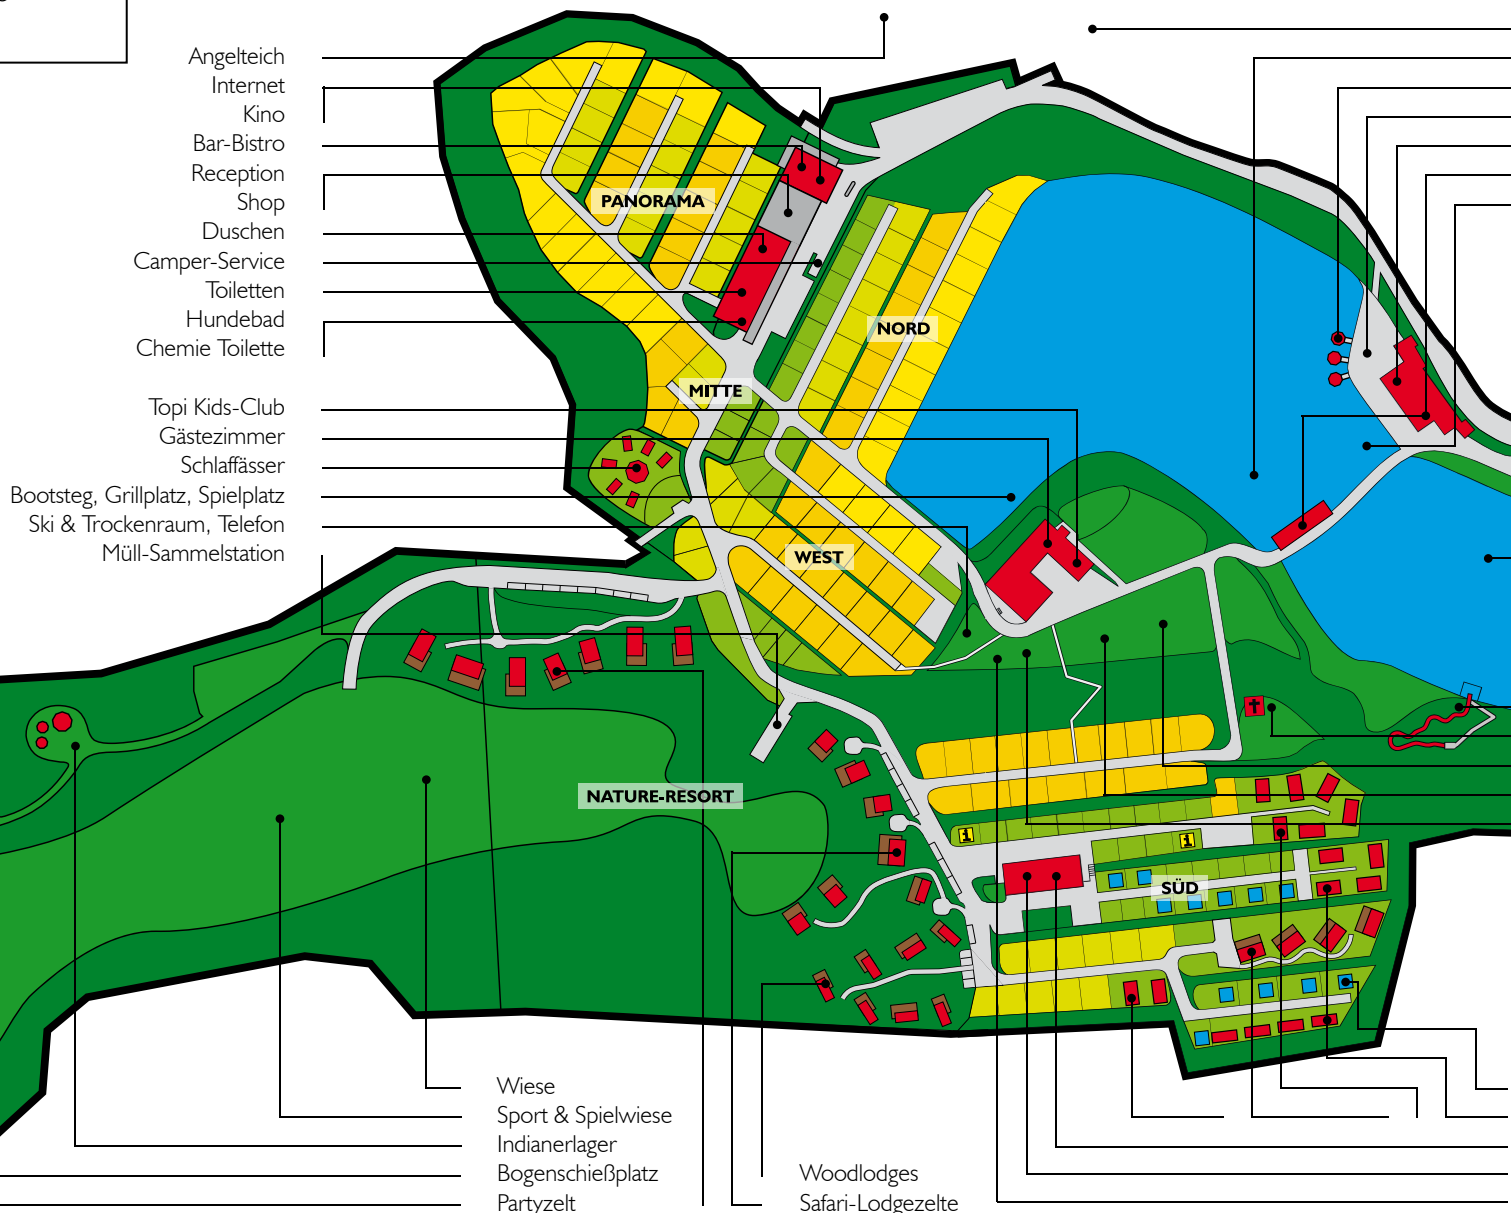 Angelteich
Internet
Kino
Bar-Bistro
Reception
Shop
Duschen
Camper-Service
Toiletten
Hundebad
Chemie Toilette
Topi Kids-Club
Gästezimmer
Schlaffässer
Bootsteg, Grillplatz, Spielplatz
Ski & Trockenraum, Telefon
Müll-Sammelstation
PANORAMA
NORD
MITTE
WEST
NATURE-RESORT
SÜD
i
i
Wiese
Sport & Spielwiese
Indianerlager
Bogenschießplatz
Partyzelt
Woodlodges
Safari-Lodgezelte